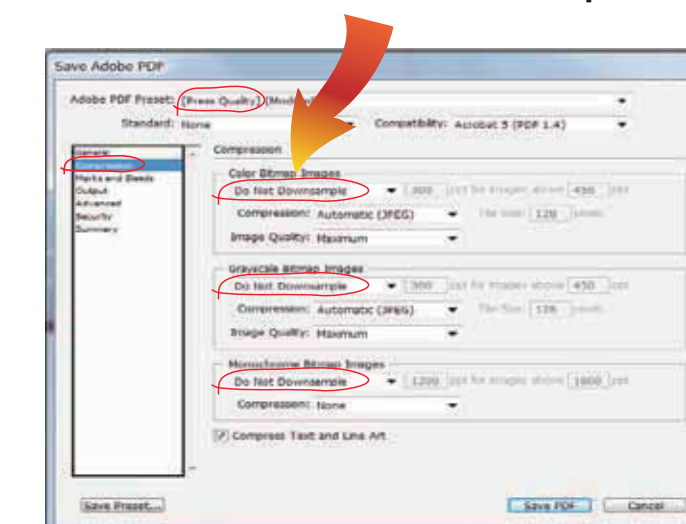 Save Adobe PDF
Adobe PDF Preset: [Press Quality]
Standard: None Compatibility: Acrobat 5 (PDF 1.4)
General
Compression
Marks and Bleeds
Output
Advanced
Security
Summary
Compression
Color Bitmap Images
Do Not Downsample 300 ppi for images above 450 ppi
Compression: Automatic (JPEG) Tile Size: 128 pixels
Image Quality: Maximum
Grayscale Bitmap Images
Do Not Downsample 300 ppi for images above 450 ppi
Compression: Automatic (JPEG) Tile Size: 128 pixels
Image Quality: Maximum
Monochrome Bitmap Images
Do Not Downsample 1200 ppi for images above 1800 ppi
Compression: None
Compress Text and Line Art
Save Preset... Save PDF Cancel